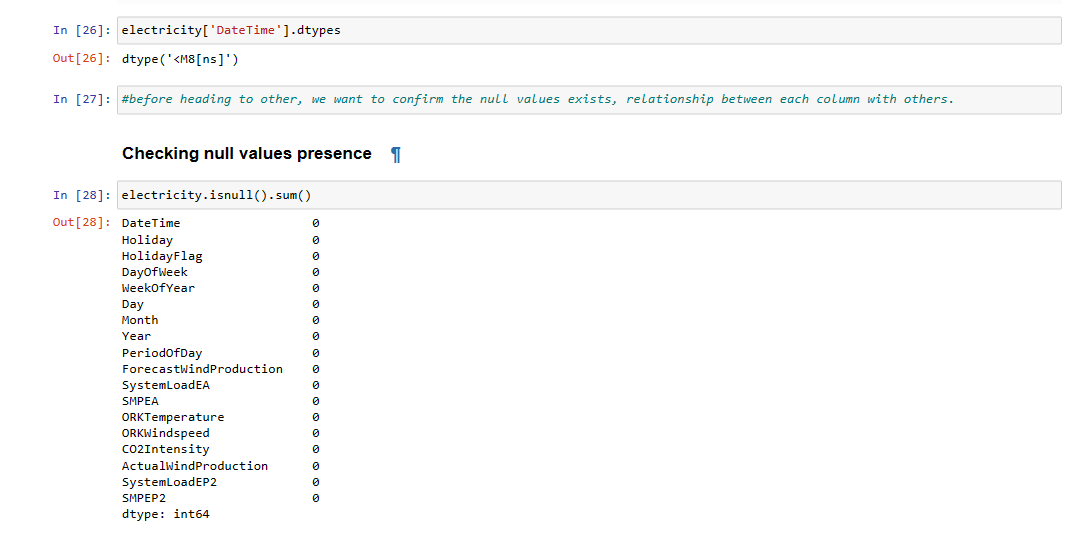 In [26]: electricity['DateTime'].dtypes
Out[26]: dtype('<M8[ns]')
In [27]: #before heading to other, we want to confirm the null values exists, relationship between each column with others.
Checking null values presence ¶
In [28]: electricity.isnull().sum()
Out[28]: DateTime 0
Holiday 0
HolidayFlag 0
DayOfWeek 0
WeekOfYear 0
Day 0
Month 0
Year 0
PeriodOfDay 0
ForecastWindProduction 0
SystemLoadEA 0
SMPEA 0
ORKTemperature 0
ORKWindspeed 0
CO2Intensity 0
ActualWindProduction 0
SystemLoadEP2 0
SMPEP2 0
dtype: int64